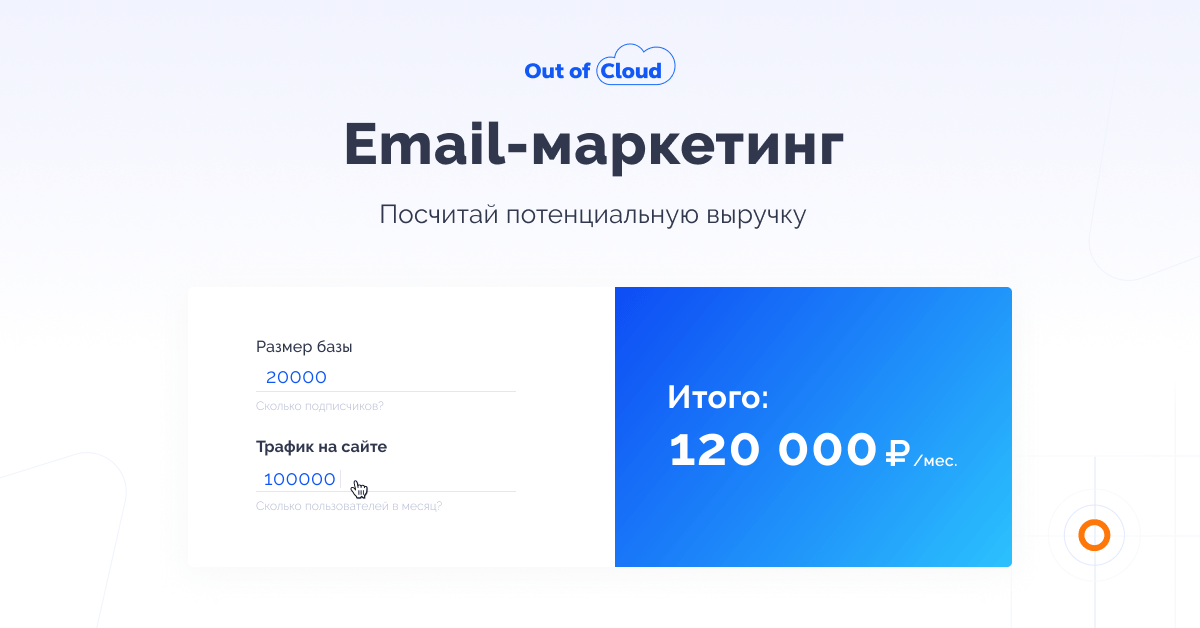 Out of Cloud
Email-маркетинг
Посчитай потенциальную выручку
Размер базы
20000
Сколько подписчиков?
Трафик на сайте
100000
Сколько пользователей в месяц?
Итого:
120 000 ₽ /мес.